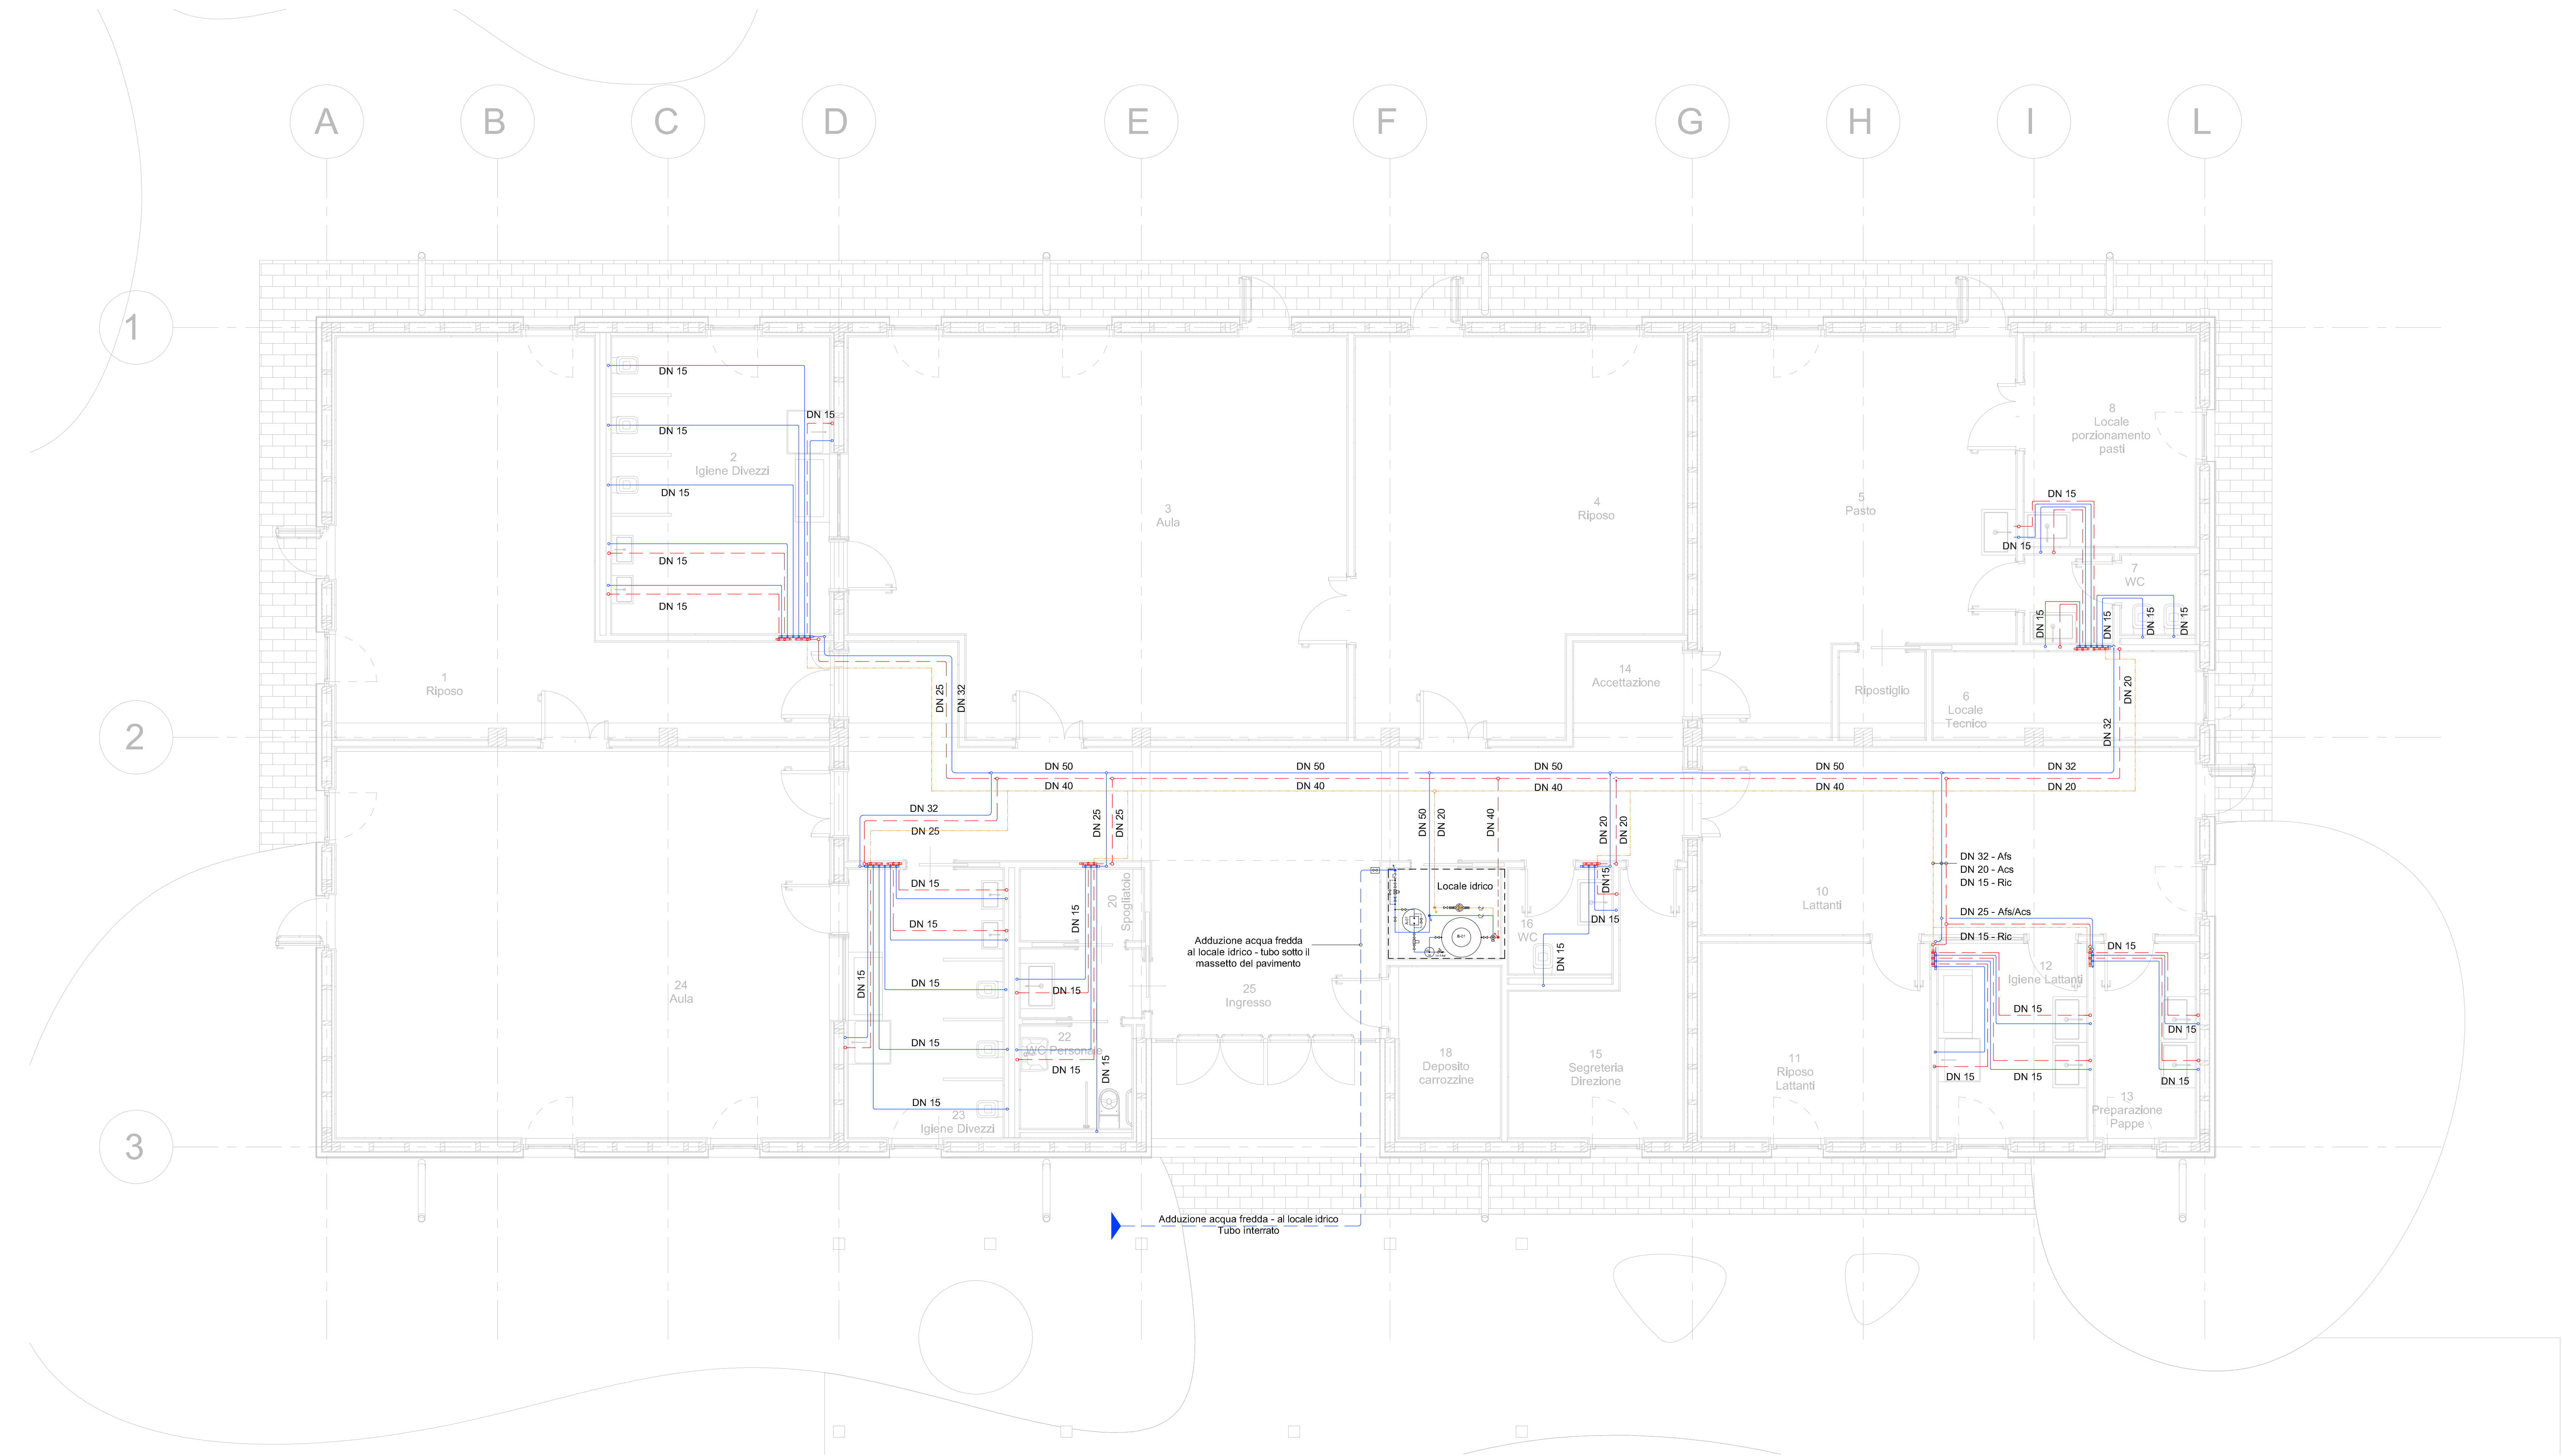 A
B
C
D
E
F
G
H
I
L
1
2
3
DN 15
DN 15
DN 15
DN 15
DN 15
DN 15
2
Igiene Divezzi
3
Aula
4
Riposo
5
Pasto
8
Locale
porzionamento
pasti
DN 15
DN 15
7
WC
DN 15
DN 15
DN 15
DN 15
1
Riposo
14
Accettazione
Ripostiglio
6
Locale
Tecnico
DN 25
DN 32
DN 20
DN 32
DN 50
DN 50
DN 50
DN 50
DN 32
DN 40
DN 40
DN 40
DN 40
DN 20
DN 32
DN 25
DN 25
DN 25
DN 50
DN 20
DN 40
DN 20
DN 20
DN 32 - Afs
DN 20 - Acs
DN 15 - Ric
DN 25 - Afs/Acs
DN 15 - Ric
10
Lattanti
DN 15
DN 15
DN 15
DN 15
DN 15
DN 15
20
Spogliatoio
DN 15
DN 15
22
WC Personale
DN 15
DN 15
23
Igiene Divezzi
24
Aula
Locale idrico
B-01
Adduzione acqua fredda
al locale idrico - tubo sotto il
massetto del pavimento
25
Ingresso
16
WC
DN15
DN 15
DN 15
18
Deposito
carrozzine
15
Segreteria
Direzione
11
Riposo
Lattanti
12
Igiene Lattanti
DN 15
DN 15
DN 15
DN 15
DN 15
DN 15
13
Preparazione
Pappe
Adduzione acqua fredda - al locale idrico
Tubo interrato